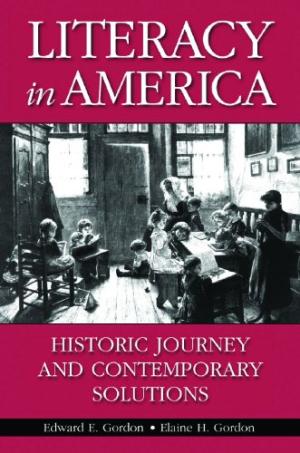 LITERACY
in AMERICA
HISTORIC JOURNEY
AND CONTEMPORARY
SOLUTIONS
Edward E. Gordon • Elaine H. Gordon